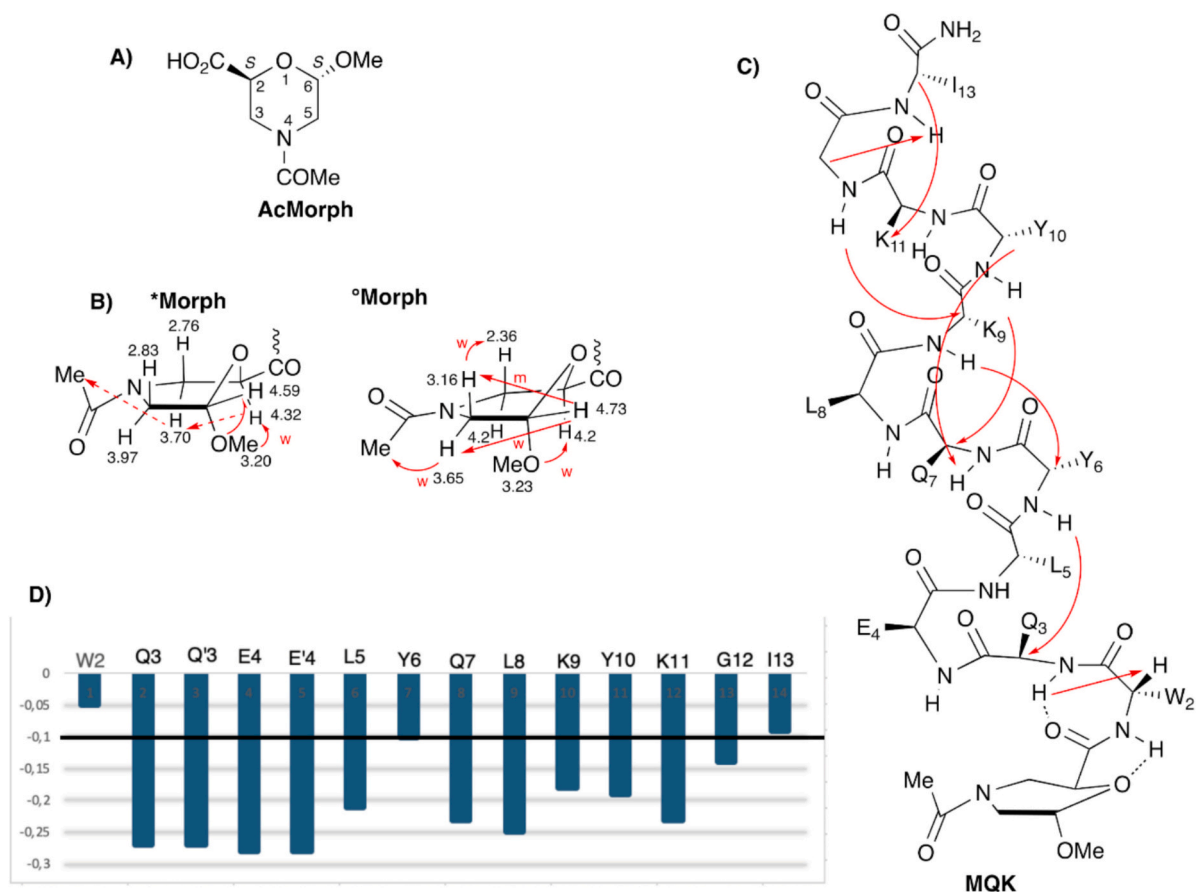 A)
HO2C S O S OMe
1
2 6
3 5
4
N
COMe
AcMorph
B) *Morph
2.76
H O
2.83
H CO
Me N H 4.59
H H 4.32
O H 3.70 OMe w
3.97 3.20
°Morph
w 2.36
H O
3.16 m CO
H
O N H 4.73
H H
4.2 4.2
Me H w
w 3.65 MeO w
3.23
C)
O NH2
O N I13
H
O
N
H K11 N O
H Y10
O N
H
K9
O N
H
L8 O
N
H Q7 N O
H Y6
O N
H
L5
O NH
E4 Q3
O O H
N N
H H W2
O N
H
O
Me N
O OMe
MQK
D)
W2 Q3 Q'3 E4 E'4 L5 Y6 Q7 L8 K9 Y10 K11 G12 I13
0
1 2 3 4 5 6 7 8 9 10 11 12 13 14
-0,05
-0,1
-0,15
-0,2
-0,25
-0,3